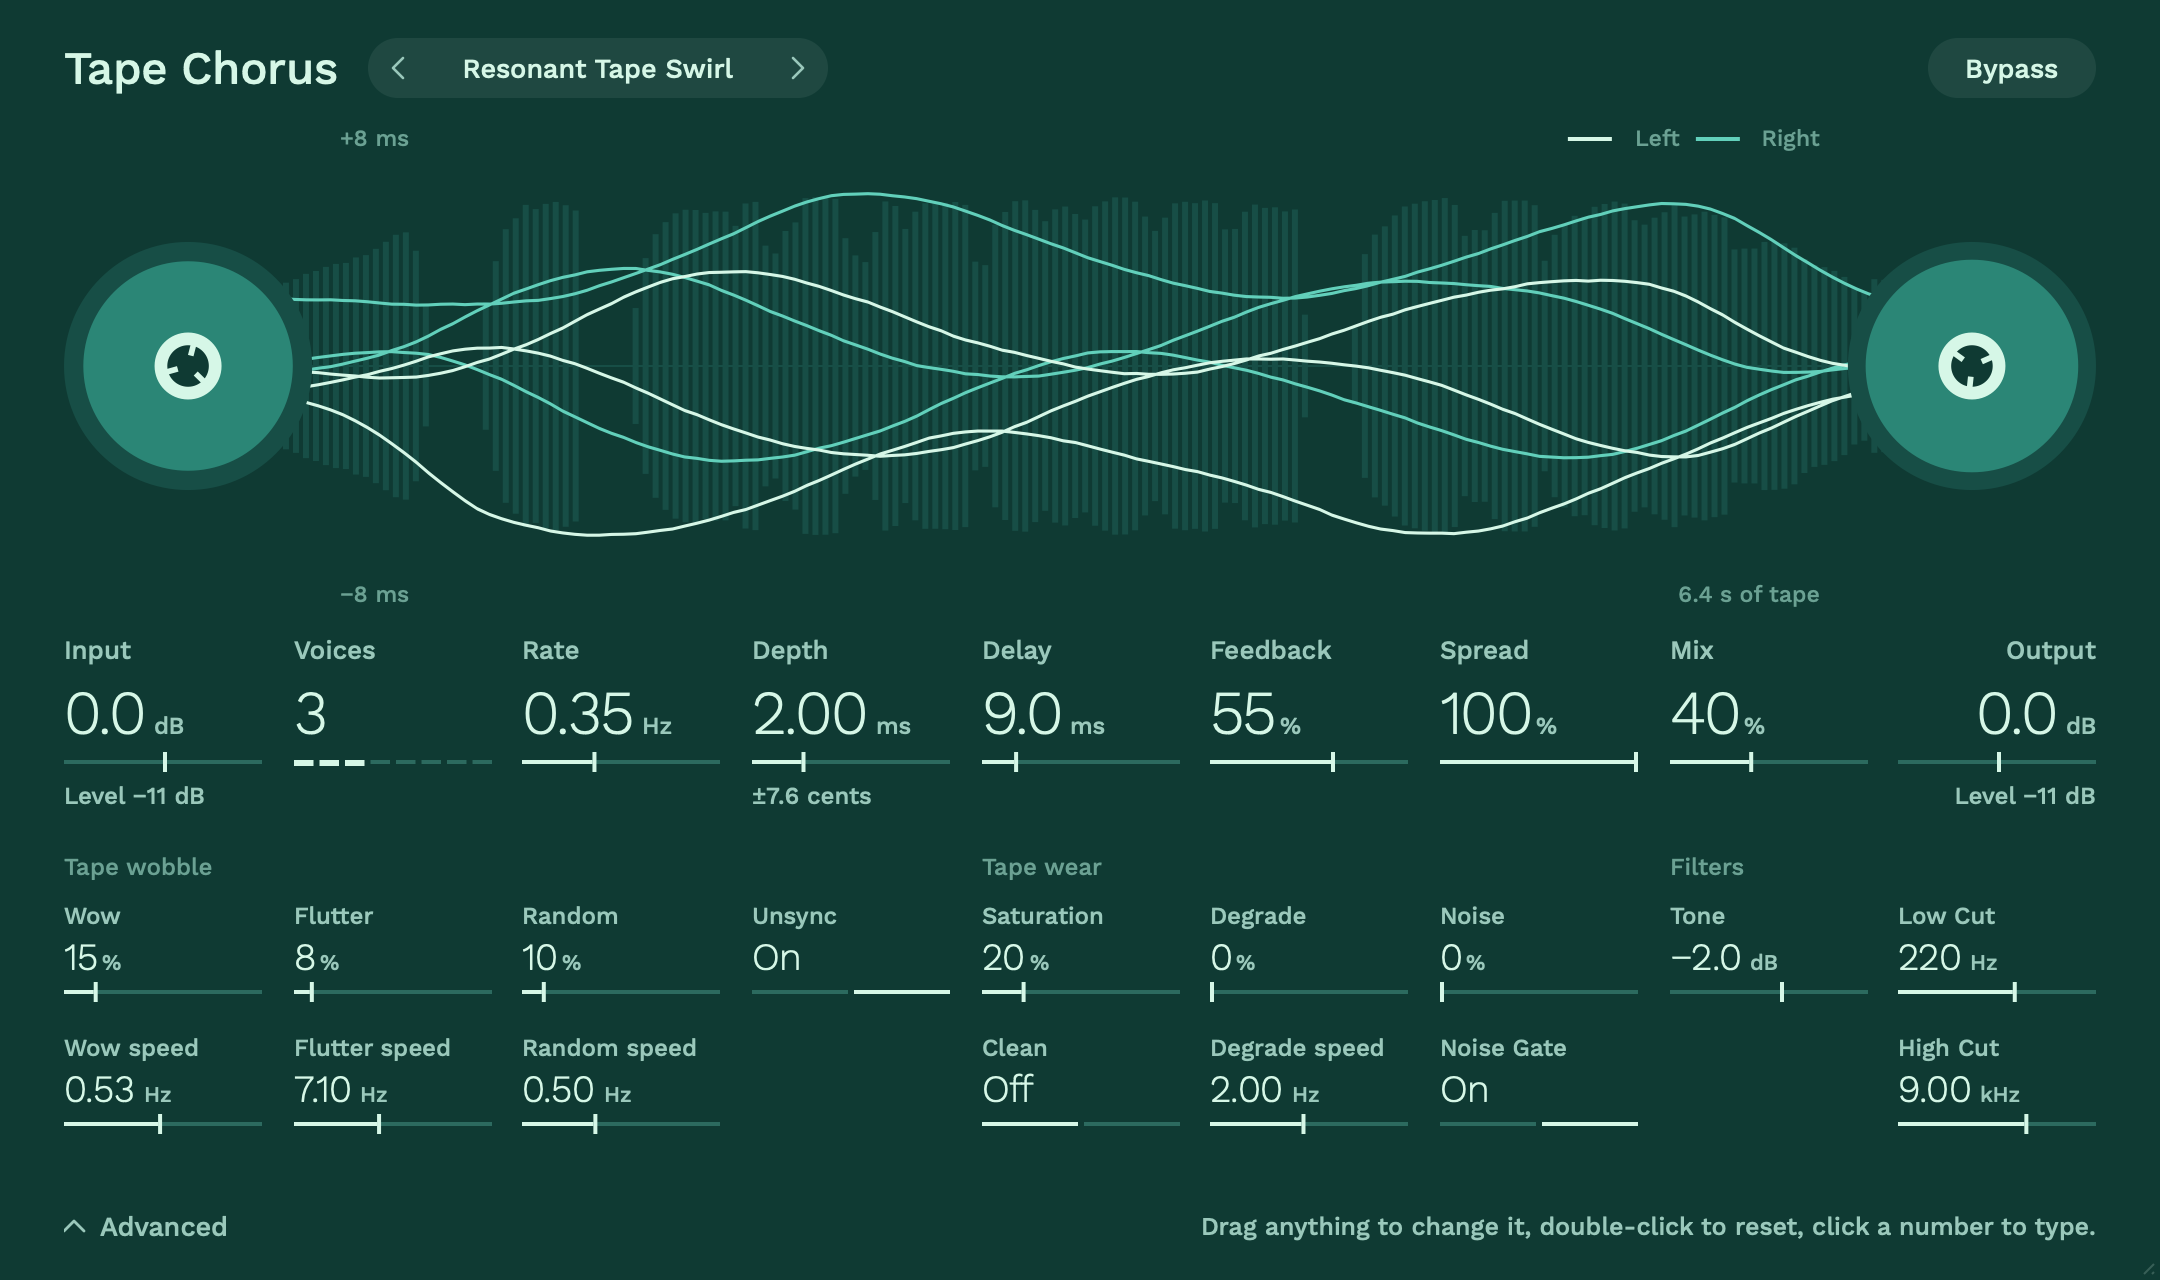 Tape Chorus
Resonant Tape Swirl
Bypass
+8 ms
Left
Right
−8 ms
6.4 s of tape
Input
Voices
Rate
Depth
Delay
Feedback
Spread
Mix
Output
0.0 dB
3
0.35 Hz
2.00 ms
9.0 ms
55 %
100 %
40 %
0.0 dB
Level −11 dB
±7.6 cents
Level −11 dB
Tape wobble
Tape wear
Filters
Wow
Flutter
Random
Unsync
Saturation
Degrade
Noise
Tone
Low Cut
15 %
8 %
10 %
On
20 %
0 %
0 %
−2.0 dB
220 Hz
Wow speed
Flutter speed
Random speed
Clean
Degrade speed
Noise Gate
High Cut
0.53 Hz
7.10 Hz
0.50 Hz
Off
2.00 Hz
On
9.00 kHz
Advanced
Drag anything to change it, double-click to reset, click a number to type.